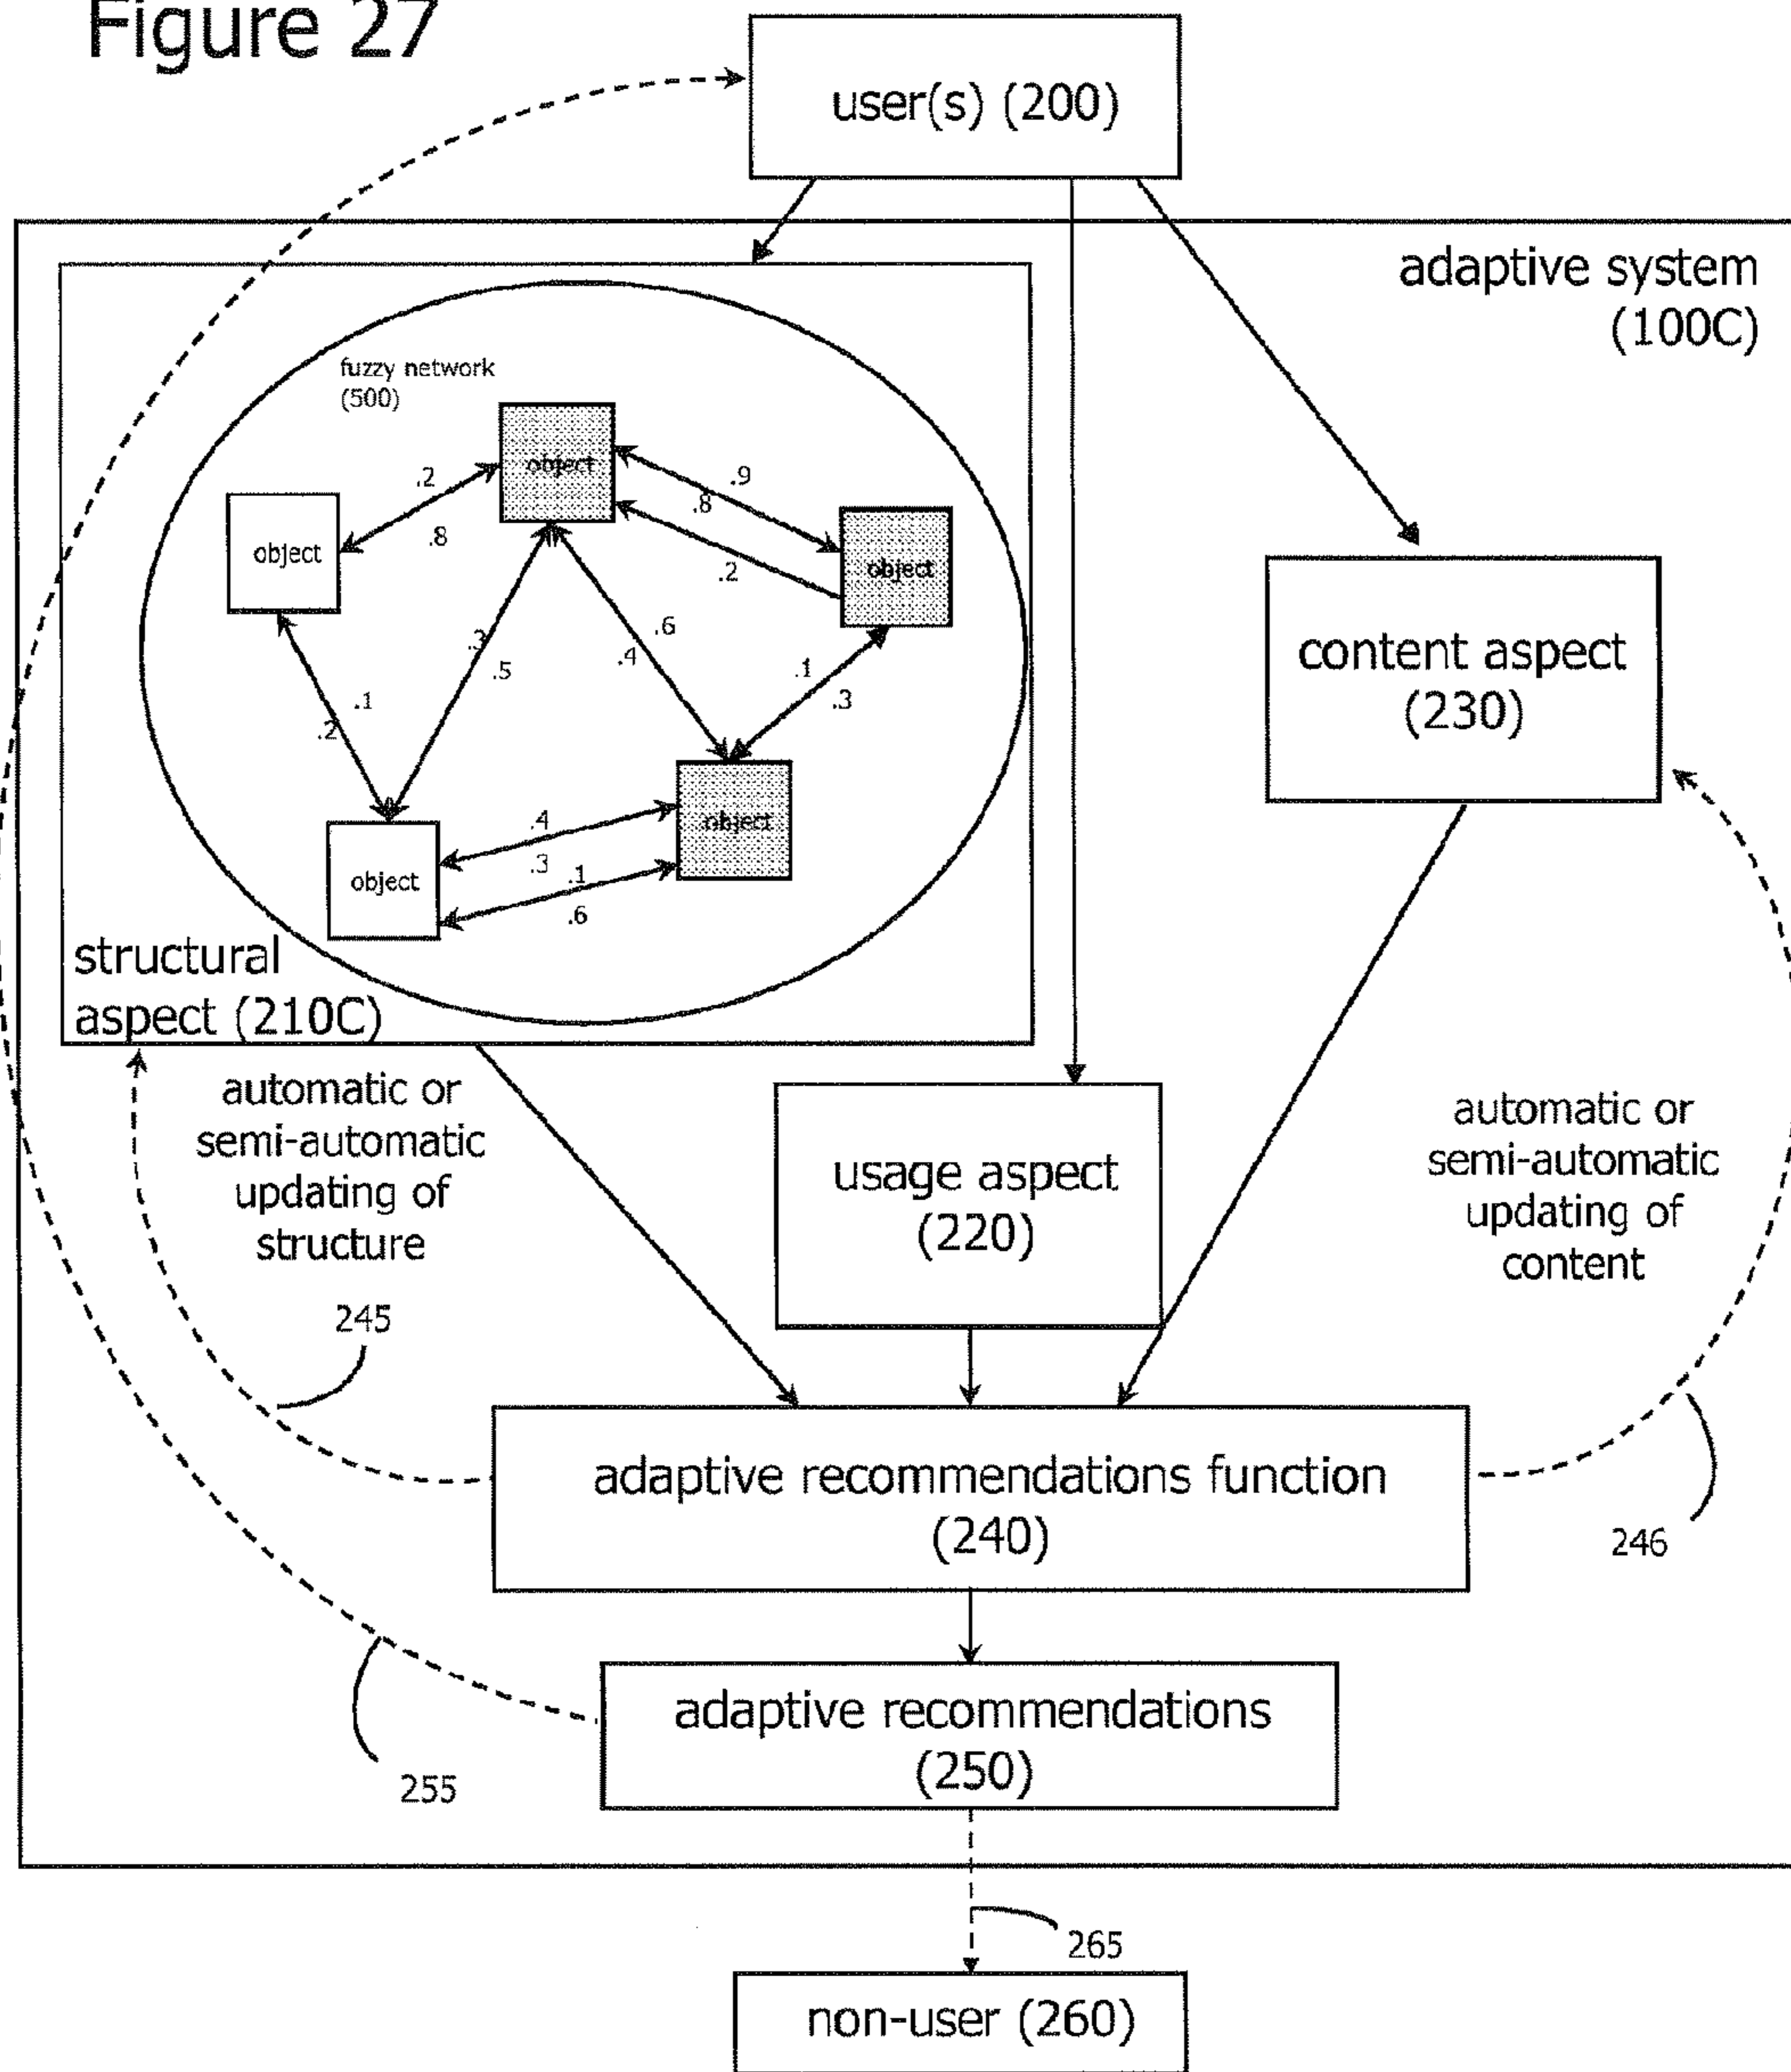 Figure 27
user(s) (200)
adaptive system
(100C)
fuzzy network
(500)
object
.2
.9
.8
object
.8
object
.2
.3
.5
.6
.4
.1
.3
.1
.2
content aspect
(230)
object
.4
.3
.1
.6
object
structural
aspect (210C)
automatic or
semi-automatic
updating of
structure
usage aspect
(220)
automatic or
semi-automatic
updating of
content
245
adaptive recommendations function
(240)
246
adaptive recommendations
(250)
255
265
non-user (260)